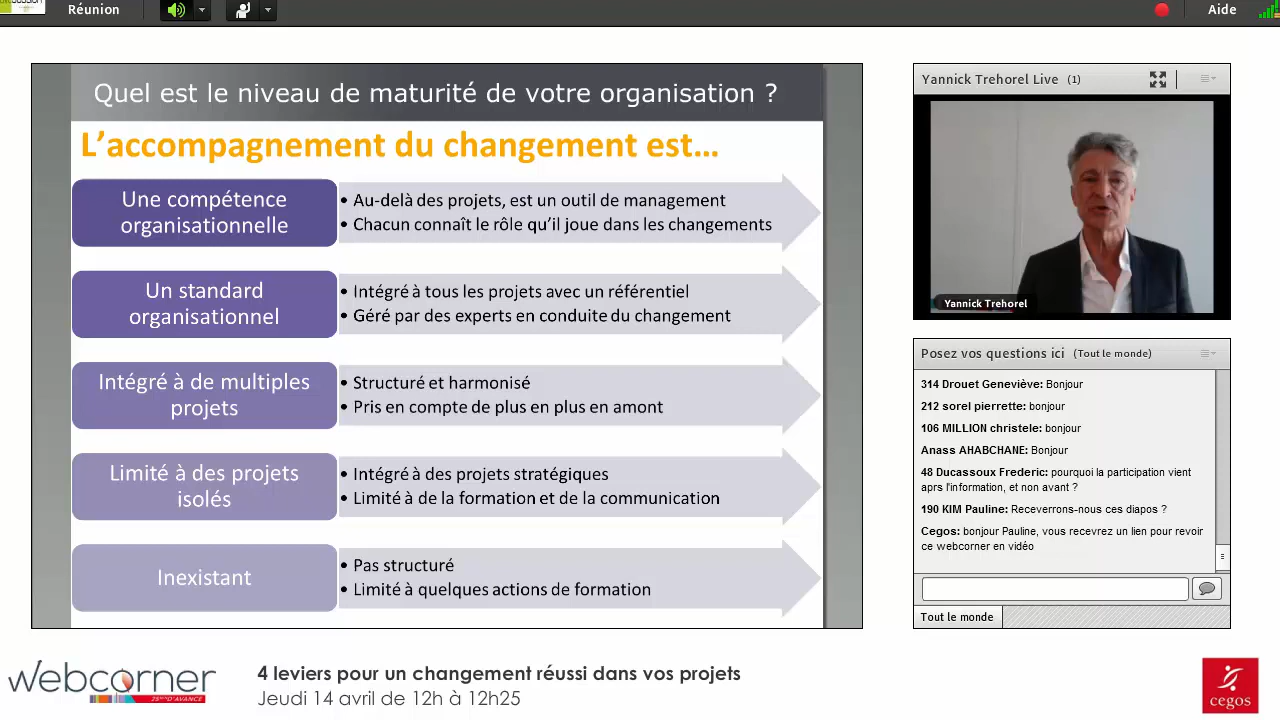 Réunion
Aide
Quel est le niveau de maturité de votre organisation ?
L’accompagnement du changement est…
Une compétence
organisationnelle
• Au-delà des projets, est un outil de management
• Chacun connaît le rôle qu’il joue dans les changements
Un standard
organisationnel
• Intégré à tous les projets avec un référentiel
• Géré par des experts en conduite du changement
Intégré à de multiples
projets
• Structuré et harmonisé
• Pris en compte de plus en plus en amont
Limité à des projets
isolés
• Intégré à des projets stratégiques
• Limité à de la formation et de la communication
Inexistant
• Pas structuré
• Limité à quelques actions de formation
Yannick Trehorel Live (1)
Yannick Trehorel
Posez vos questions ici (Tout le monde)
314 Drouet Geneviève: Bonjour
212 sorel pierrette: bonjour
106 MILLION christele: bonjour
Anass AHABCHANE: Bonjour
48 Ducassoux Frederic: pourquoi la participation vient
aprs l'information, et non avant ?
190 KIM Pauline: Receverrons-nous ces diapos ?
Cegos: bonjour Pauline, vous recevrez un lien pour revoir
ce webcorner en vidéo
Tout le monde
webcorner
4 leviers pour un changement réussi dans vos projets
Jeudi 14 avril de 12h à 12h25
cegos